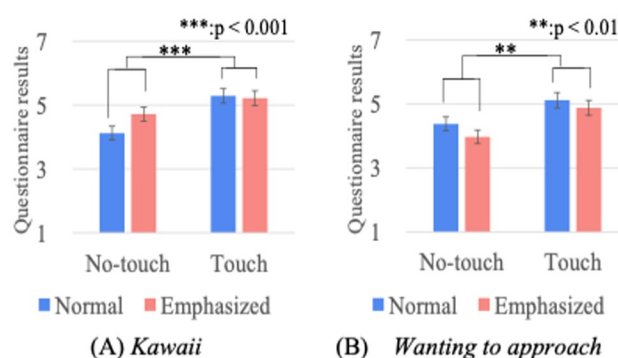 ***:p < 0.001
7
***
5
3
1
Questionnaire results
No-touch Touch
Normal Emphasized
(A) Kawaii
**:p < 0.01
7
**
5
3
1
Questionnaire results
No-touch Touch
Normal Emphasized
(B) Wanting to approach